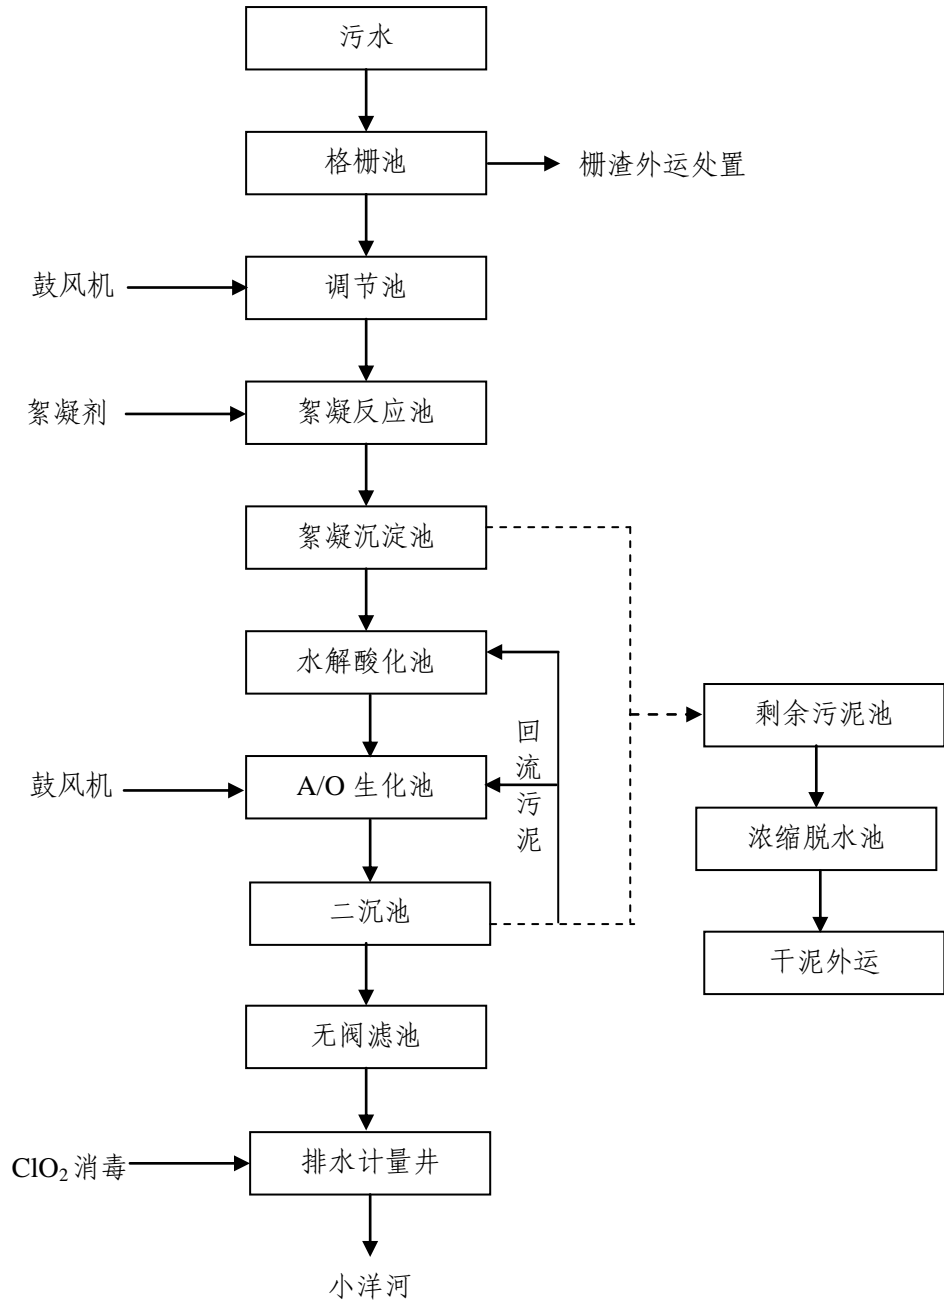 污水
格栅池
栅渣外运处置
鼓风机
调节池
絮凝剂
絮凝反应池
絮凝沉淀池
水解酸化池
剩余污泥池
回流污泥
鼓风机
A/O 生化池
浓缩脱水池
二沉池
干泥外运
无阀滤池
ClO₂ 消毒
排水计量井
小洋河